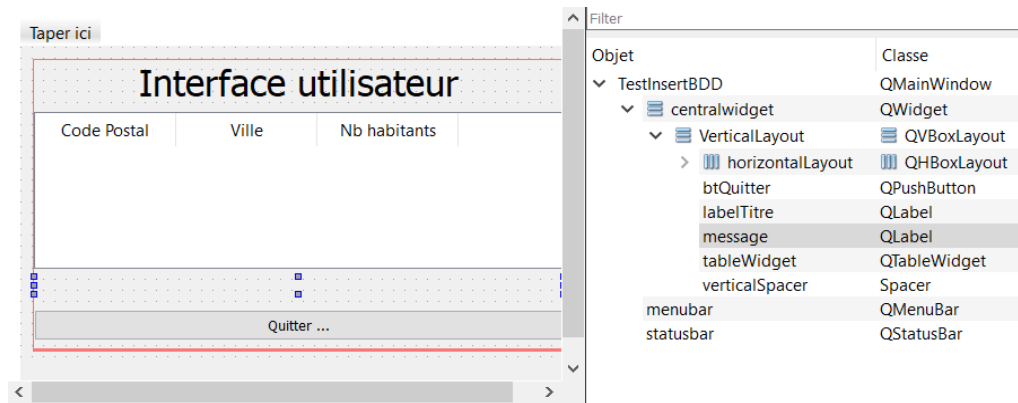 Taper ici
Interface utilisateur
Code Postal Ville Nb habitants
Quitter ...
Filter
Objet Classe
TestInsertBDD QMainWindow
centralwidget QWidget
VerticalLayout QVBoxLayout
horizontalLayout QHBoxLayout
btQuitter QPushButton
labelTitre QLabel
message QLabel
tableWidget QTableWidget
verticalSpacer Spacer
menubar QMenuBar
statusbar QStatusBar